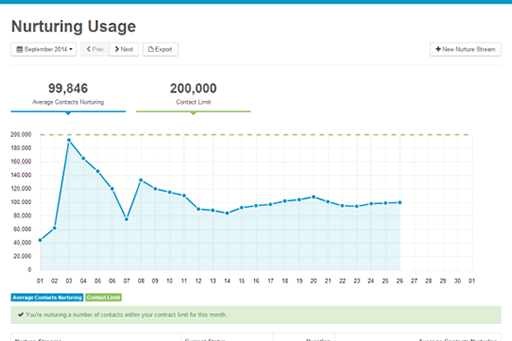 Nurturing Usage
September 2014 Prev Next Export + New Nuture Stream
99,846 200,000
Average Contacts Nurturing Contact Limit
200,000
180,000
160,000
140,000
120,000
100,000
80,000
60,000
40,000
20,000
0
01 02 03 04 05 06 07 08 09 10 11 12 13 14 15 16 17 18 19 20 21 22 23 24 25 26 27 28 29 30 01
Average Contacts Nurturing Contact Limit
You're nurturing a number of contacts within your contract limit for this month